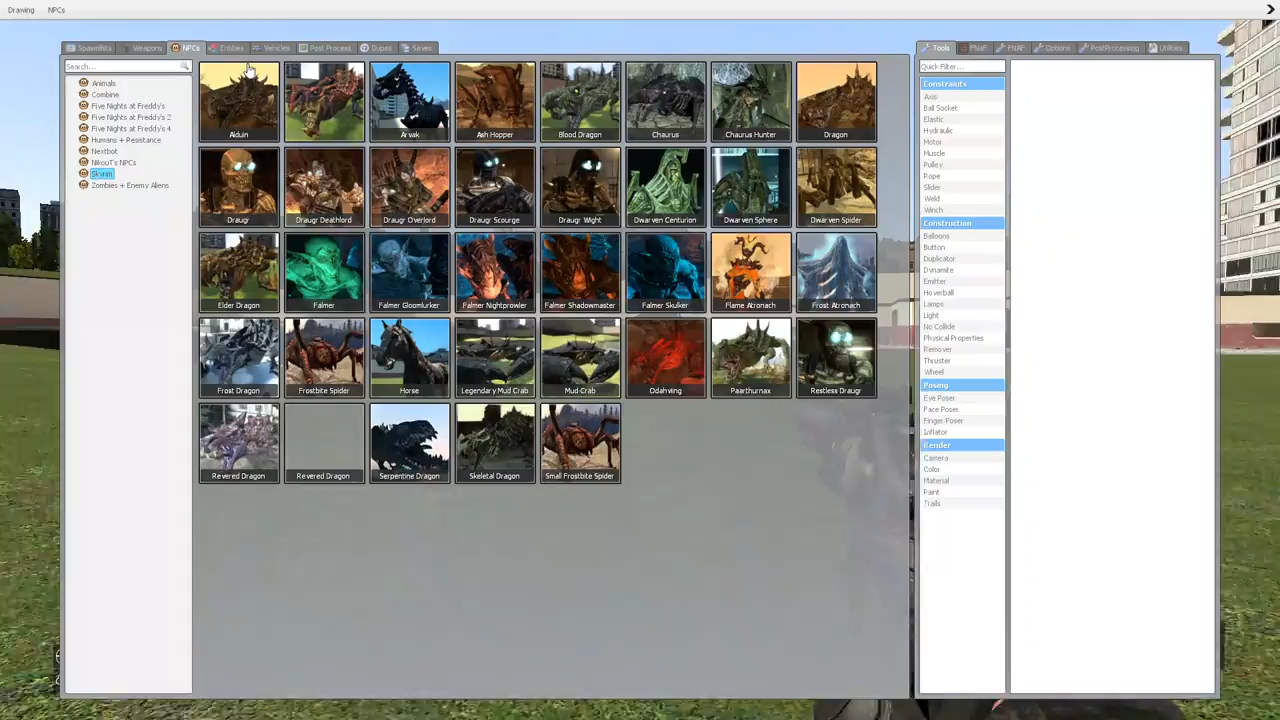 Drawing NPCs
Spawnlists Weapons NPCs Entities Vehicles Post Process Dupes Saves
Search...
Animals
Combine
Five Nights at Freddy's
Five Nights at Freddy's 2
Five Nights at Freddy's 4
Humans + Resistance
Nextbot
NikouT's NPCs
Skyrim
Zombies + Enemy Aliens
Alduin Arvak Ash Hopper Blood Dragon Chaurus Chaurus Hunter Dragon
Draugr Draugr Deathlord Draugr Overlord Draugr Scourge Draugr Wight Dwarven Centurion Dwarven Sphere Dwarven Spider
Elder Dragon Falmer Falmer Gloomlurker Falmer Nightprowler Falmer Shadowmaster Falmer Skulker Flame Atronach Frost Atronach
Frost Dragon Frostbite Spider Horse Legendary Mud Crab Mud Crab Odahviing Paarthurnax Restless Draugr
Revered Dragon Revered Dragon Serpentine Dragon Skeletal Dragon Small Frostbite Spider
Tools FNaF FNAF Options PostProcessing Utilities
Quick Filter...
Constraints
Axis
Ball Socket
Elastic
Hydraulic
Motor
Muscle
Pulley
Rope
Slider
Weld
Winch
Construction
Balloons
Button
Duplicator
Dynamite
Emitter
Hoverball
Lamps
Light
No Collide
Physical Properties
Remover
Thruster
Wheel
Posing
Eye Poser
Face Poser
Finger Poser
Inflator
Render
Camera
Color
Material
Paint
Trails